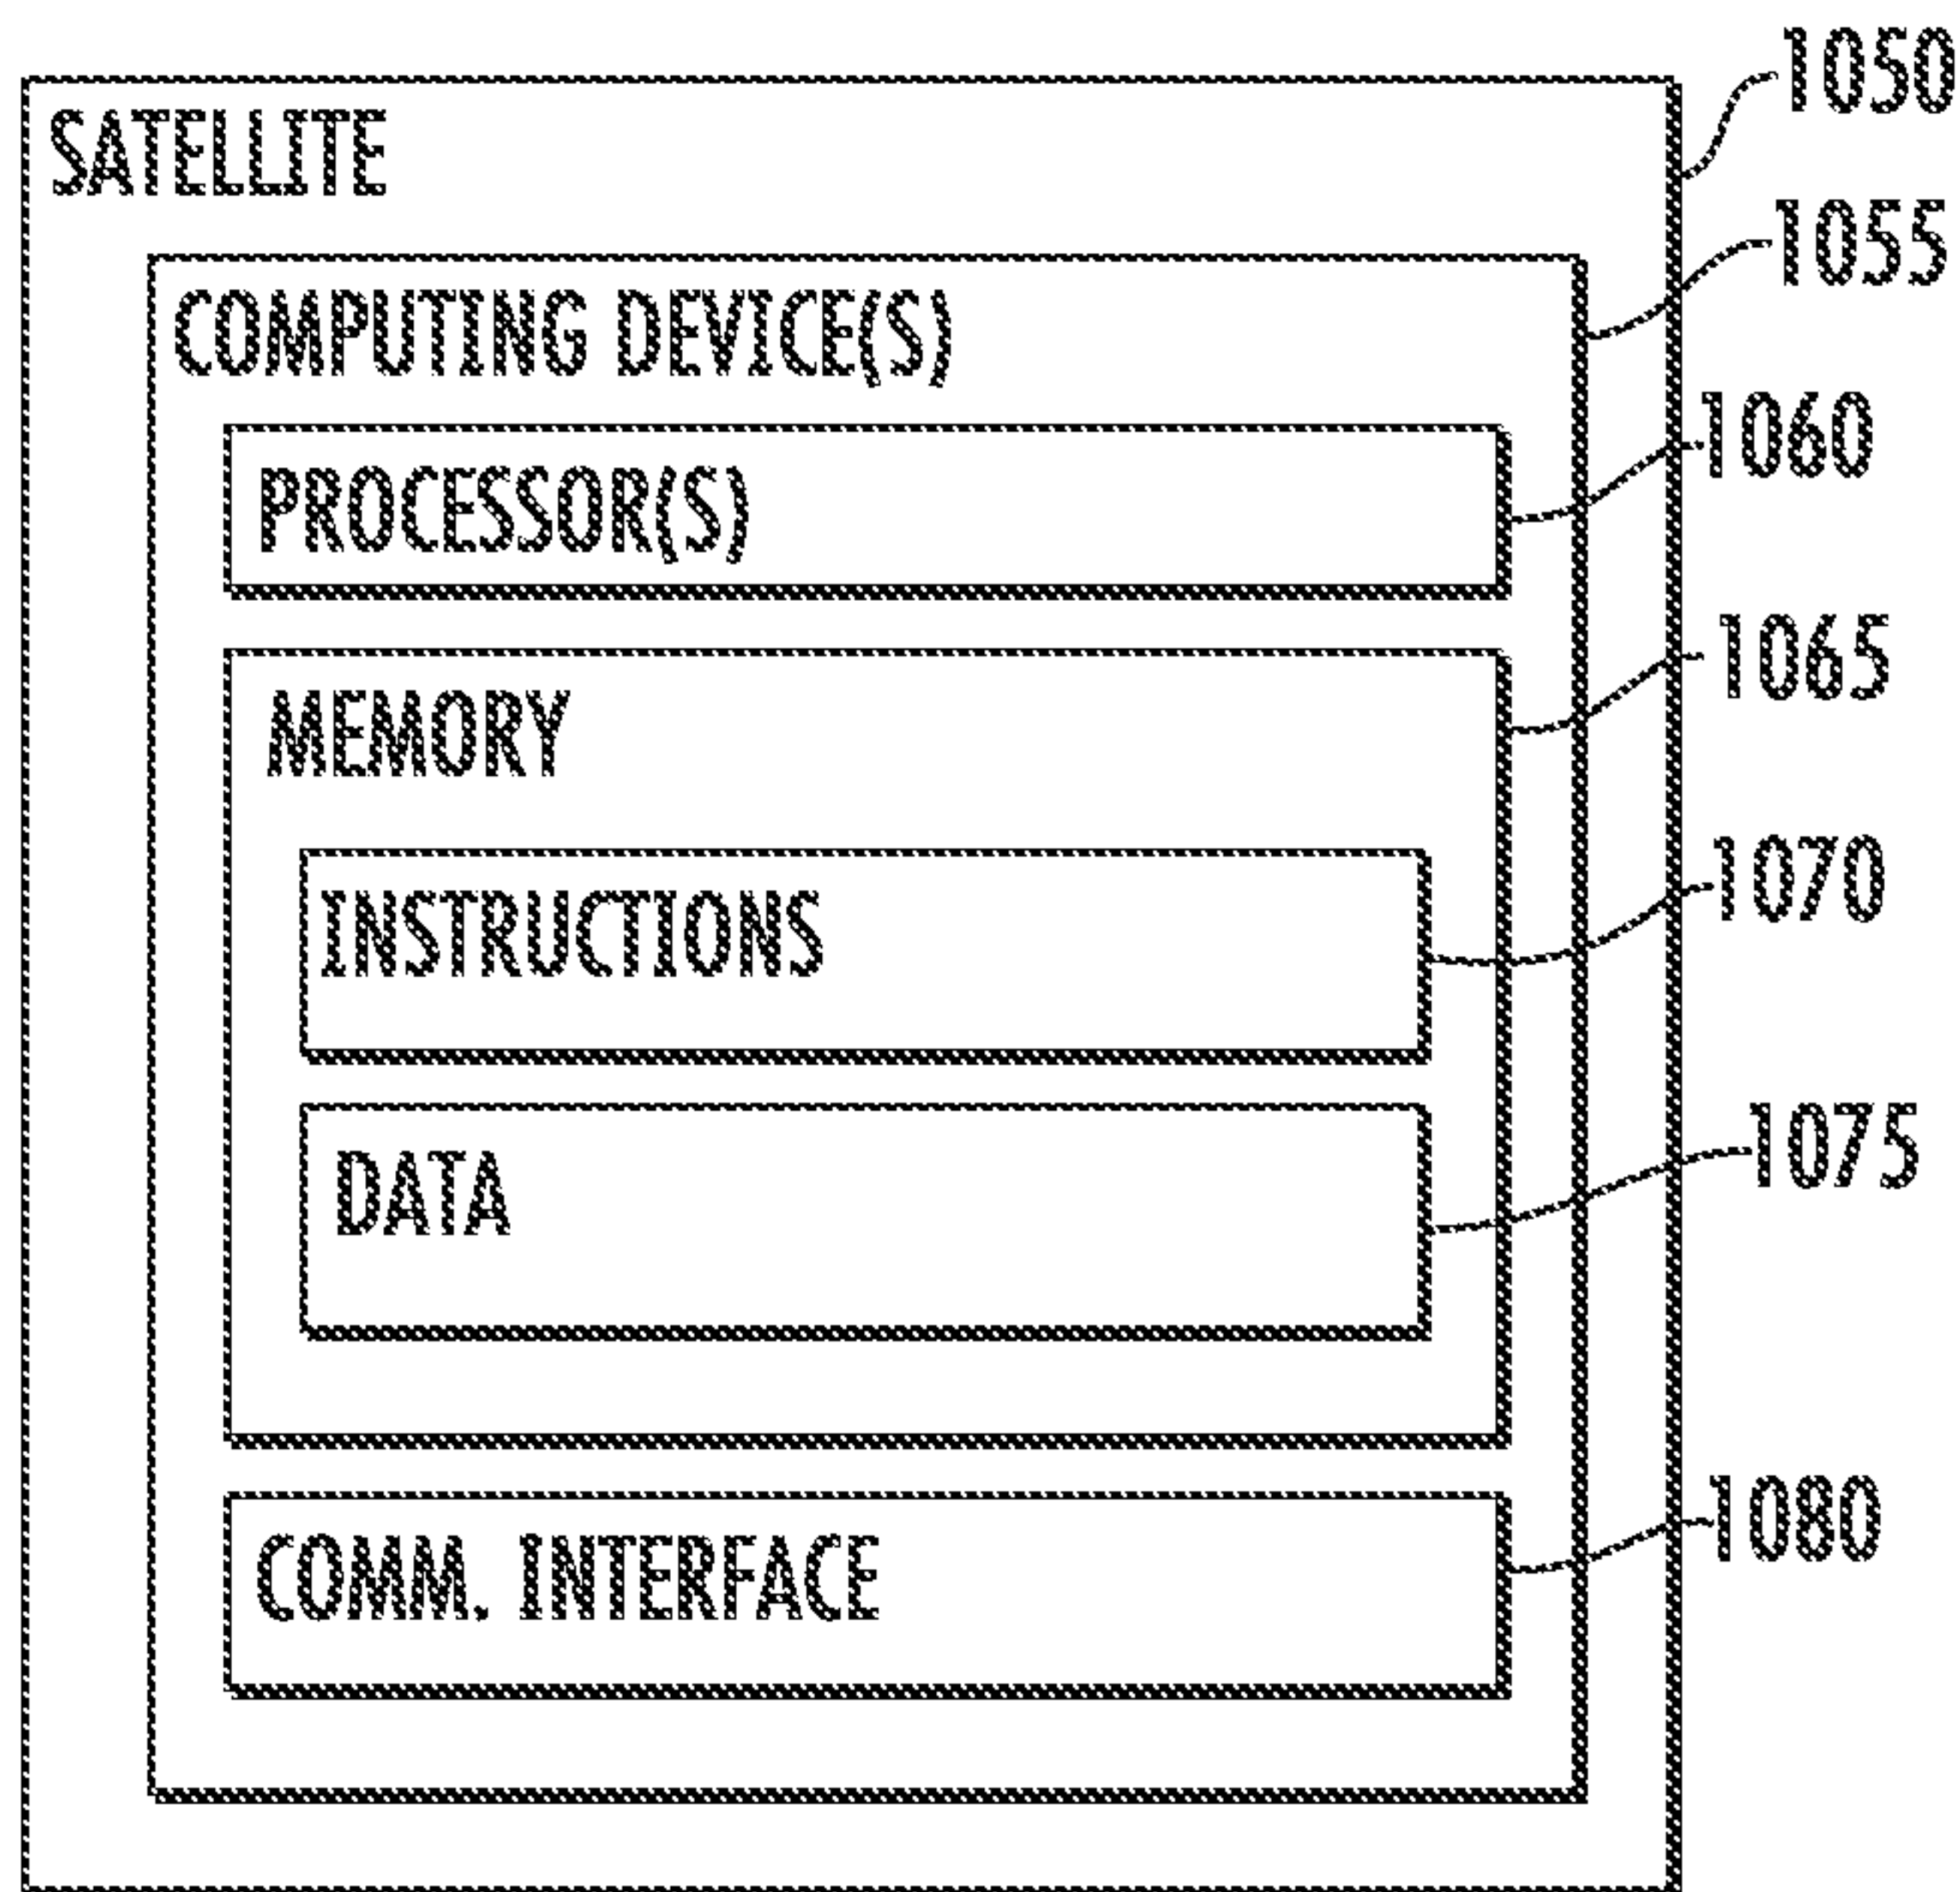 1050
SATELLITE
1055
COMPUTING DEVICE(S)
1060
PROCESSOR(S)
1065
MEMORY
1070
INSTRUCTIONS
1075
DATA
1080
COMM. INTERFACE